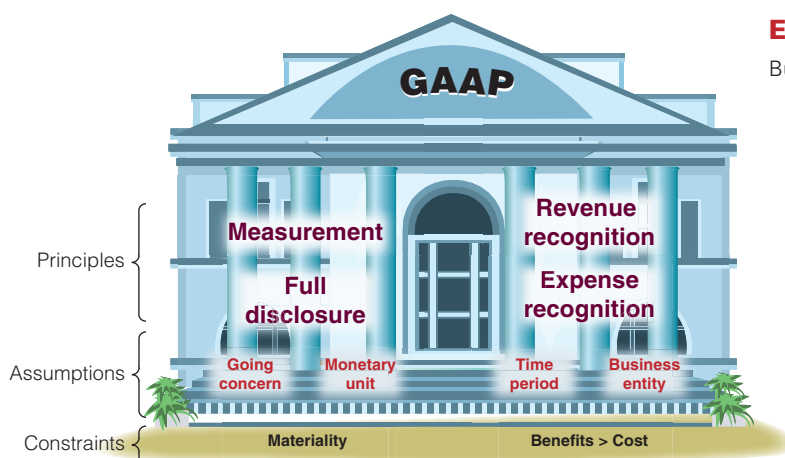 E
Bu
GAAP
Principles
Measurement
Revenue
recognition
Full
disclosure
Expense
recognition
Assumptions
Going
concern
Monetary
unit
Time
period
Business
entity
Constraints
Materiality
Benefits > Cost